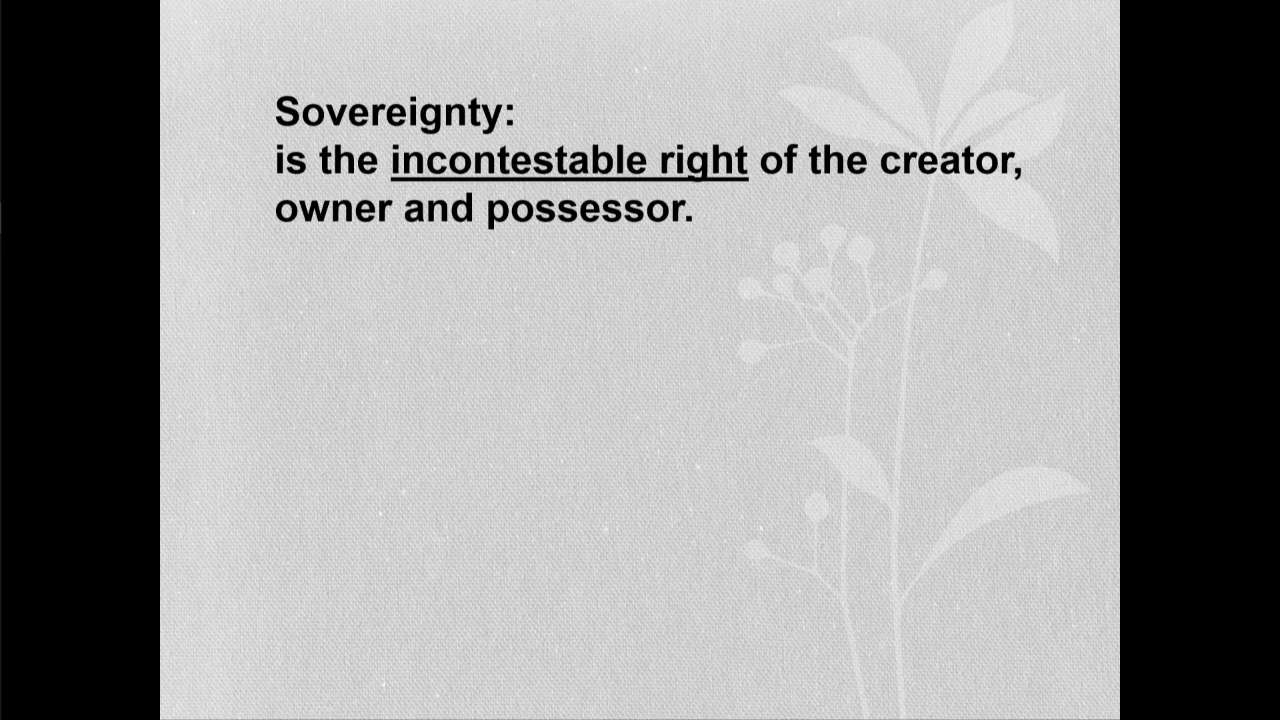 Sovereignty:
is the incontestable right of the creator,
owner and possessor.